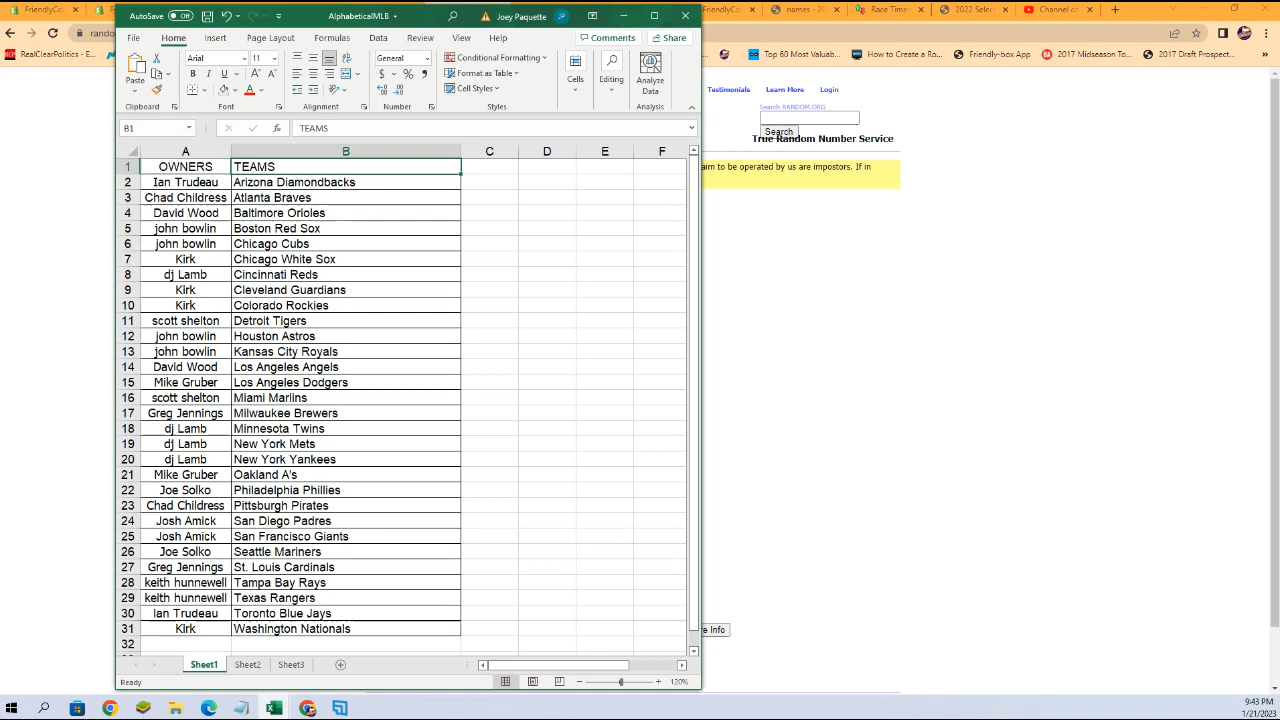 AutoSave Off AlphabeticalMLB Joey Paquette JP
File Home Insert Page Layout Formulas Data Review View Help Comments Share
Paste Arial 11 General Conditional Formatting Format as Table Cell Styles Cells Editing Analyze Data
Clipboard Font Alignment Number Styles Analysis
B1 TEAMS
A B C D E F
1 OWNERS TEAMS
2 Ian Trudeau Arizona Diamondbacks
3 Chad Childress Atlanta Braves
4 David Wood Baltimore Orioles
5 john bowlin Boston Red Sox
6 john bowlin Chicago Cubs
7 Kirk Chicago White Sox
8 dj Lamb Cincinnati Reds
9 Kirk Cleveland Guardians
10 Kirk Colorado Rockies
11 scott shelton Detroit Tigers
12 john bowlin Houston Astros
13 john bowlin Kansas City Royals
14 David Wood Los Angeles Angels
15 Mike Gruber Los Angeles Dodgers
16 scott shelton Miami Marlins
17 Greg Jennings Milwaukee Brewers
18 dj Lamb Minnesota Twins
19 dj Lamb New York Mets
20 dj Lamb New York Yankees
21 Mike Gruber Oakland A's
22 Joe Solko Philadelphia Phillies
23 Chad Childress Pittsburgh Pirates
24 Josh Amick San Diego Padres
25 Josh Amick San Francisco Giants
26 Joe Solko Seattle Mariners
27 Greg Jennings St. Louis Cardinals
28 keith hunnewell Tampa Bay Rays
29 keith hunnewell Texas Rangers
30 Ian Trudeau Toronto Blue Jays
31 Kirk Washington Nationals
32
Sheet1 Sheet2 Sheet3
Ready 120%
FriendlyCol
names - 20
Race Timer
2022 Select
Channel co
rando
RealClearPolitics - E
Top 60 Most Valuab...
How to Create a Ro...
Friendly-box App
2017 Midseason To...
2017 Draft Prospect...
Testimonials Learn More Login
Search RANDOM.ORG
Search
True Random Number Service
aim to be operated by us are impostors. If in
re Info
9:43 PM
1/21/2023